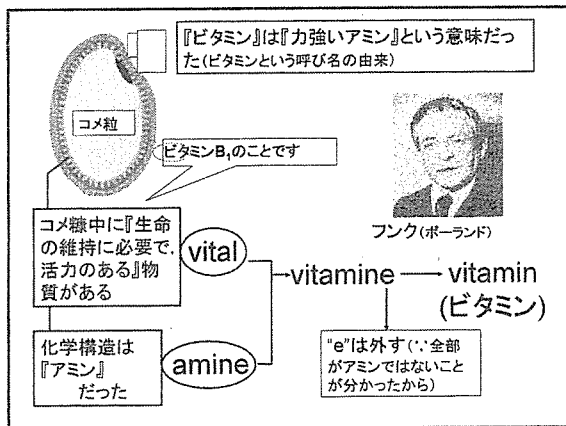 『ビタミン』は『力強いアミン』という意味だっ
た(ビタミンという呼び名の由来)
コメ粒
ビタミンB₁のことです
フンク(ポーランド)
コメ糠中に『生命
の維持に必要で、
活力のある』物
質がある
vital
化学構造は
『アミン』
だった
amine
vitamine
vitamin
(ビタミン)
"e"は外す(∵全部
がアミンではないこと
が分かったから)